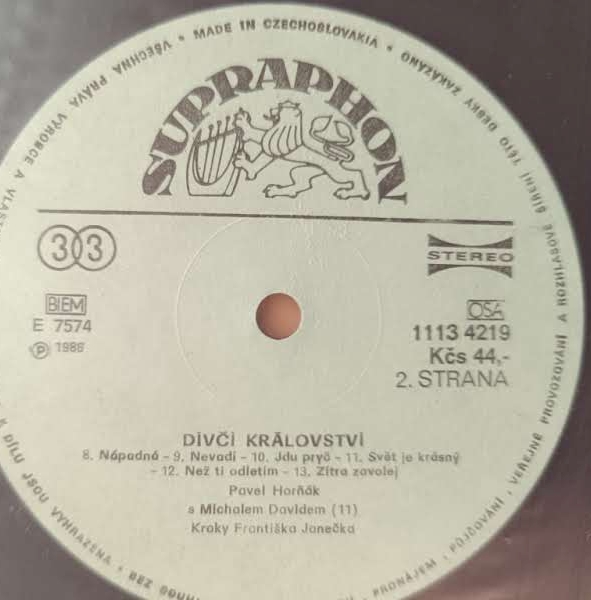 VŠECHNA PRÁVA VÝROBCE A VLAST
MADE IN CZECHOSLOVAKIA
ZAKÁZÁNO
ŠÍŘENÍ TÉTO DESKY
A ROZHLASOVÉ
VEŘEJNÉ PROVOZOVÁNÍ
PŮJČOVÁNÍ
PRONÁJEM
K DÍLU JSOU VYHRAZENA • BEZ SOUH
SUPRAPHON
33
STEREO
BIEM
OSA
E 7574
1113 4219
Ⓟ 1988
Kčs 44,-
2. STRANA
DÍVČÍ KRÁLOVSTVÍ
8. Nápadná - 9. Nevadí - 10. Jdu pryč - 11. Svět je krásný
- 12. Než ti odletím - 13. Zítra zavolej
Pavel Horňák
s Michalem Davidem (11)
Kroky Františka Janečka